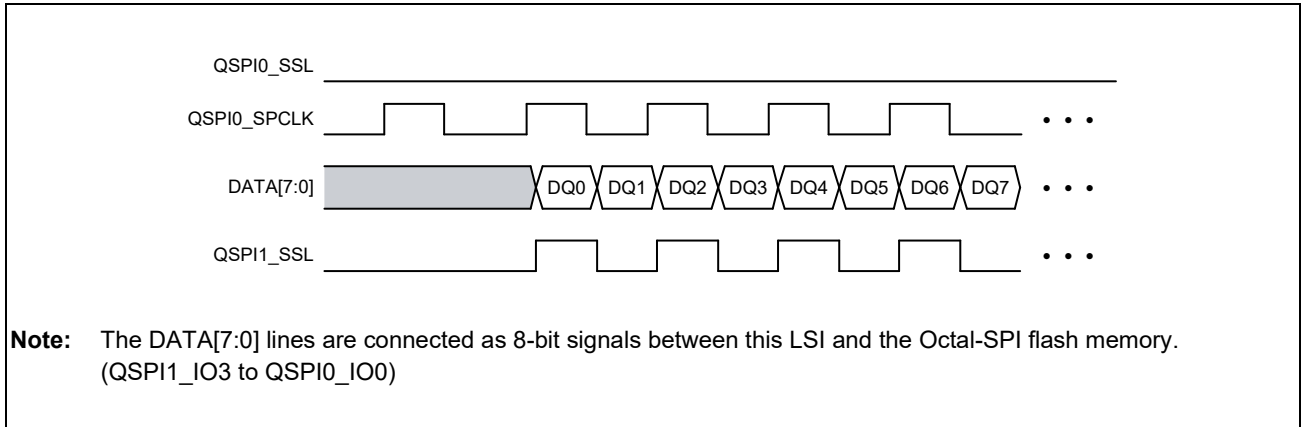 QSPI0_SSL
QSPI0_SPCLK
• • •
DATA[7:0]
DQ0 DQ1 DQ2 DQ3 DQ4 DQ5 DQ6 DQ7 • • •
QSPI1_SSL
• • •
Note: The DATA[7:0] lines are connected as 8-bit signals between this LSI and the Octal-SPI flash memory.
(QSPI1_IO3 to QSPI0_IO0)